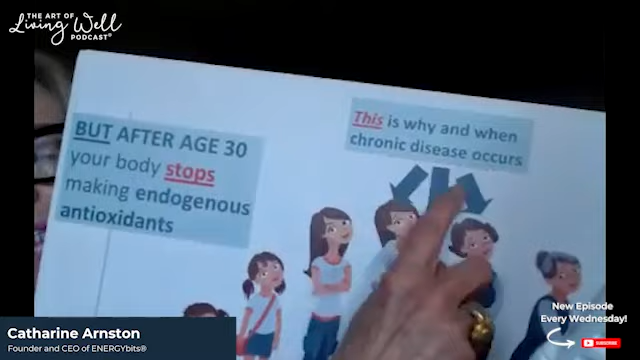 THE ART OF
Living Well
PODCAST®
BUT AFTER AGE 30
your body stops
making endogenous
antioxidants
This is why and when
chronic disease occurs
Catharine Arnston
Founder and CEO of ENERGYbits®
New Episode
Every Wednesday!
SUBSCRIBE